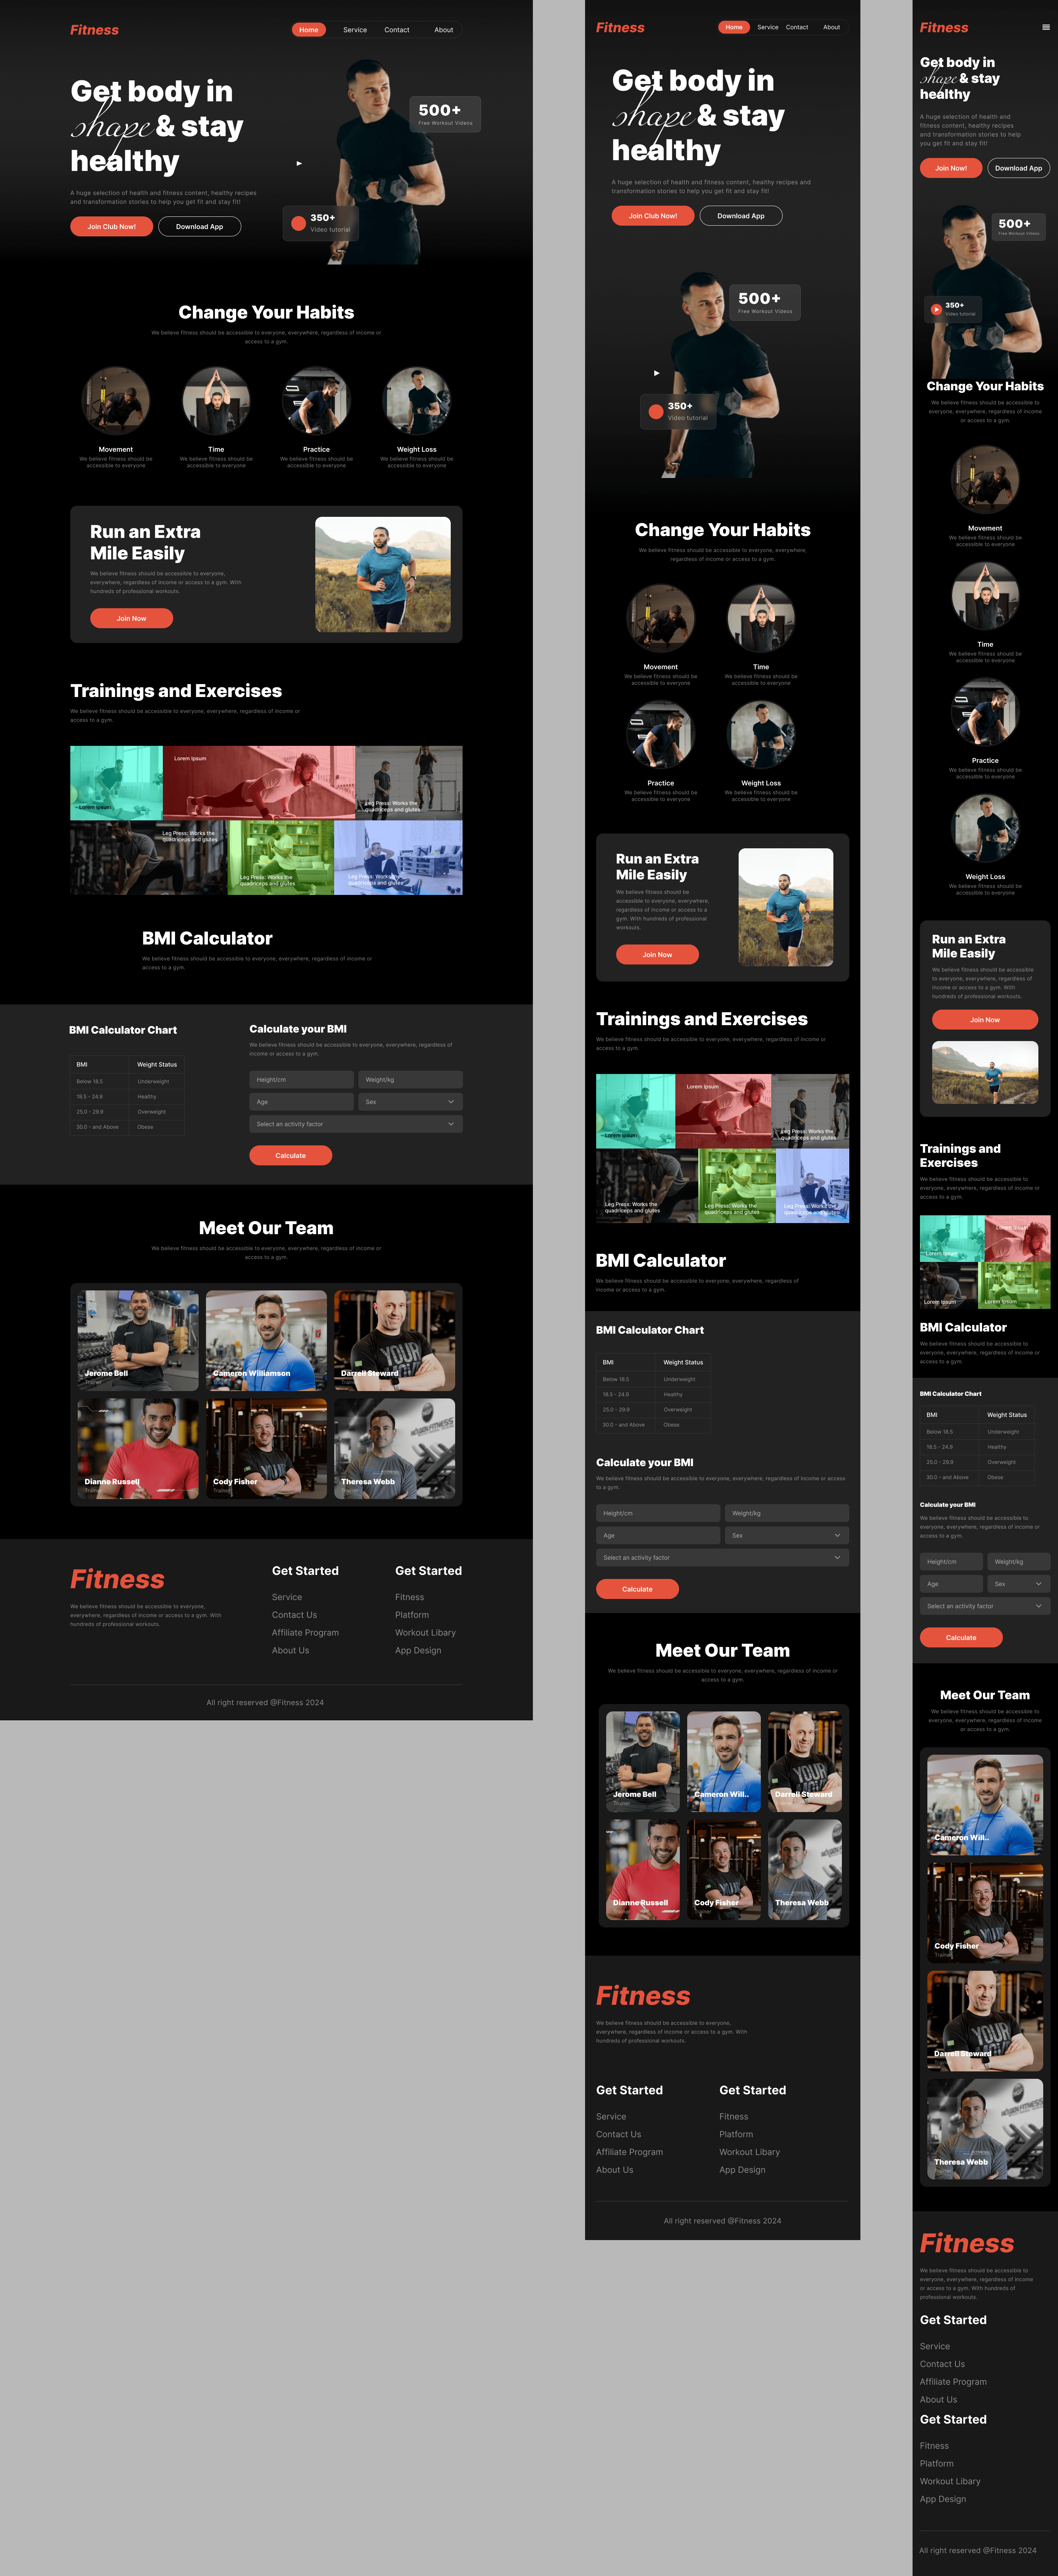 Fitness
Home
Service
Contact
About
Get body in
shape & stay
healthy
A huge selection of health and fitness content, healthy recipes
and transformation stories to help you get fit and stay fit!
Join Club Now!
Download App
500+
Free Workout Videos
350+
Video tutorial
Change Your Habits
We believe fitness should be accessible to everyone, everywhere, regardless of income or
access to a gym.
Movement
We believe fitness should be
accessible to everyone
Time
We believe fitness should be
accessible to everyone
Practice
We believe fitness should be
accessible to everyone
Weight Loss
We believe fitness should be
accessible to everyone
Run an Extra
Mile Easily
We believe fitness should be accessible to everyone,
everywhere, regardless of income or access to a gym. With
hundreds of professional workouts.
Join Now
Trainings and Exercises
We believe fitness should be accessible to everyone, everywhere, regardless of income or
access to a gym.
Lorem Ipsum
Lorem Ipsum
Leg Press: Works the
quadriceps and glutes
Leg Press: Works the
quadriceps and glutes
Leg Press: Works the
quadriceps and glutes
Leg Press: Works the
quadriceps and glutes
BMI Calculator
We believe fitness should be accessible to everyone, everywhere, regardless of income or
access to a gym.
BMI Calculator Chart
BMI
Weight Status
Below 18.5
Underweight
18.5 - 24.9
Healthy
25.0 - 29.9
Overweight
30.0 - and Above
Obese
Calculate your BMI
We believe fitness should be accessible to everyone, everywhere, regardless of
income or access to a gym.
Height/cm
Weight/kg
Age
Sex
Select an activity factor
Calculate
Meet Our Team
We believe fitness should be accessible to everyone, everywhere, regardless of income or
access to a gym.
Jerome Bell
Trainer
Cameron Williamson
Darrell Steward
Trainer
Dianne Russell
Trainer
Cody Fisher
Trainer
Theresa Webb
Trainer
Fitness
We believe fitness should be accessible to everyone,
everywhere, regardless of income or access to a gym. With
hundreds of professional workouts.
Get Started
Service
Contact Us
Affiliate Program
About Us
Get Started
Fitness
Platform
Workout Libary
App Design
All right reserved @Fitness 2024
Fitness
Home
Service
Contact
About
Get body in
shape & stay
healthy
A huge selection of health and fitness content, healthy recipes and
transformation stories to help you get fit and stay fit!
Join Club Now!
Download App
500+
Free Workout Videos
350+
Video tutorial
Change Your Habits
We believe fitness should be accessible to everyone, everywhere,
regardless of income or access to a gym.
Movement
We believe fitness should be
accessible to everyone
Time
We believe fitness should be
accessible to everyone
Practice
We believe fitness should be
accessible to everyone
Weight Loss
We believe fitness should be
accessible to everyone
Run an Extra
Mile Easily
We believe fitness should be
accessible to everyone, everywhere,
regardless of income or access to a
gym. With hundreds of professional
workouts.
Join Now
Trainings and Exercises
We believe fitness should be accessible to everyone, everywhere, regardless of income or
access to a gym.
Lorem Ipsum
Lorem Ipsum
Leg Press: Works the
quadriceps and glutes
Leg Press: Works the
quadriceps and glutes
Leg Press: Works the
quadriceps and glutes
Leg Press: Works the
quadriceps and glutes
BMI Calculator
We believe fitness should be accessible to everyone, everywhere, regardless of
income or access to a gym.
BMI Calculator Chart
BMI
Weight Status
Below 18.5
Underweight
18.5 - 24.9
Healthy
25.0 - 29.9
Overweight
30.0 - and Above
Obese
Calculate your BMI
We believe fitness should be accessible to everyone, everywhere, regardless of income or access
to a gym.
Height/cm
Weight/kg
Age
Sex
Select an activity factor
Calculate
Meet Our Team
We believe fitness should be accessible to everyone, everywhere, regardless of income or
access to a gym.
Jerome Bell
Trainer
Cameron Will..
Darrell Steward
Trainer
Dianne Russell
Trainer
Cody Fisher
Trainer
Theresa Webb
Trainer
Fitness
We believe fitness should be accessible to everyone,
everywhere, regardless of income or access to a gym. With
hundreds of professional workouts.
Get Started
Service
Contact Us
Affiliate Program
About Us
Get Started
Fitness
Platform
Workout Libary
App Design
All right reserved @Fitness 2024
Fitness
Get body in
shape & stay
healthy
A huge selection of health and
fitness content, healthy recipes
and transformation stories to help
you get fit and stay fit!
Join Now!
Download App
500+
Free Workout Videos
350+
Video tutorial
Change Your Habits
We believe fitness should be accessible to
everyone, everywhere, regardless of income
or access to a gym.
Movement
We believe fitness should be
accessible to everyone
Time
We believe fitness should be
accessible to everyone
Practice
We believe fitness should be
accessible to everyone
Weight Loss
We believe fitness should be
accessible to everyone
Run an Extra
Mile Easily
We believe fitness should be accessible
to everyone, everywhere, regardless of
income or access to a gym. With
hundreds of professional workouts.
Join Now
Trainings and
Exercises
We believe fitness should be accessible to
everyone, everywhere, regardless of income or
access to a gym.
Lorem Ipsum
Lorem Ipsum
Lorem Ipsum
Lorem Ipsum
BMI Calculator
We believe fitness should be accessible to
everyone, everywhere, regardless of income or
access to a gym.
BMI Calculator Chart
BMI
Weight Status
Below 18.5
Underweight
18.5 - 24.9
Healthy
25.0 - 29.9
Overweight
30.0 - and Above
Obese
Calculate your BMI
We believe fitness should be accessible to
everyone, everywhere, regardless of income or
access to a gym.
Height/cm
Weight/kg
Age
Sex
Select an activity factor
Calculate
Meet Our Team
We believe fitness should be accessible to
everyone, everywhere, regardless of income
or access to a gym.
Cameron Will..
Cody Fisher
Trainer
Darrell Steward
Theresa Webb
Fitness
We believe fitness should be accessible to
everyone, everywhere, regardless of income
or access to a gym. With hundreds of
professional workouts.
Get Started
Service
Contact Us
Affiliate Program
About Us
Get Started
Fitness
Platform
Workout Libary
App Design
All right reserved @Fitness 2024